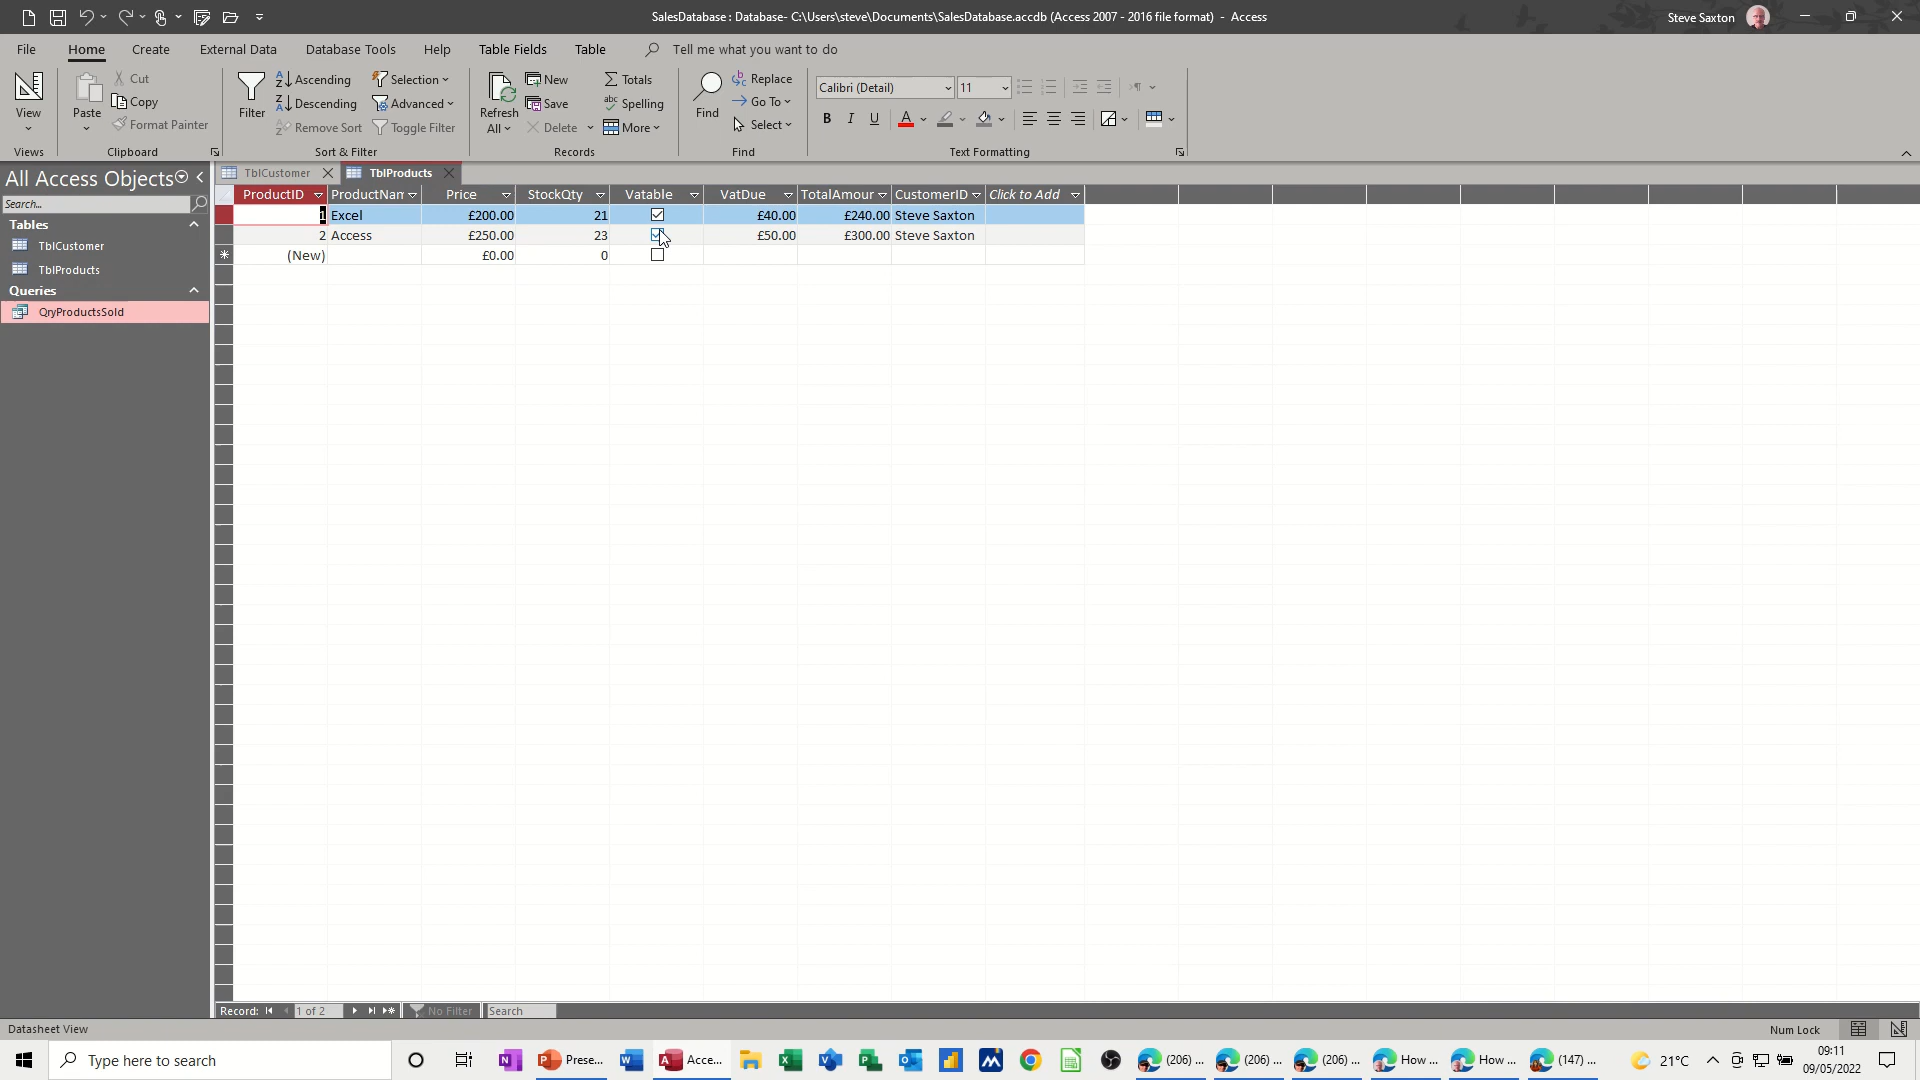 SalesDatabase : Database- C:\Users\steve\Documents\SalesDatabase.accdb (Access 2007 - 2016 file format)  -  Access
Steve Saxton
File Home Create External Data Database Tools Help Table Fields Table Tell me what you want to do
View
Views
Paste
Cut
Copy
Format Painter
Clipboard
Filter
Ascending
Descending
Remove Sort
Selection
Advanced
Toggle Filter
Sort & Filter
Refresh All
New
Save
Delete
Totals
Spelling
More
Records
Find
Replace
Go To
Select
Find
Calibri (Detail) 11
B I U
Text Formatting
All Access Objects
Search...
Tables
TblCustomer
TblProducts
Queries
QryProductsSold
TblCustomer TblProducts
ProductID ProductNam Price StockQty Vatable VatDue TotalAmour CustomerID Click to Add
1 Excel £200.00 21 £40.00 £240.00 Steve Saxton
2 Access £250.00 23 £50.00 £300.00 Steve Saxton
(New) £0.00 0
Record: 1 of 2 No Filter Search
Datasheet View
Num Lock
Type here to search
Prese...
Acce...
(206) ...
(206) ...
(206) ...
How ...
How ...
(147) ...
21°C
09:11
09/05/2022